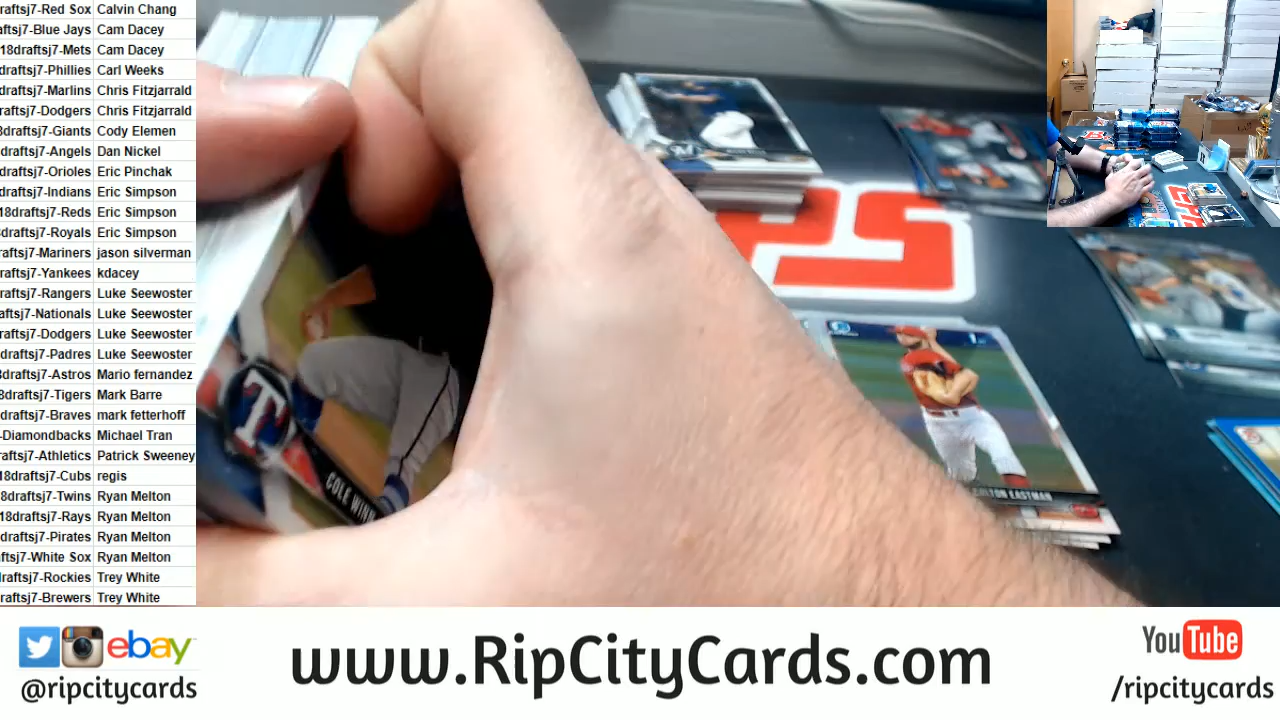 raftsj7-Red Sox Calvin Chang
aftsj7-Blue Jays Cam Dacey
18draftsj7-Mets Cam Dacey
draftsj7-Phillies Carl Weeks
draftsj7-Marlins Chris Fitzjarrald
raftsj7-Dodgers Chris Fitzjarrald
8draftsj7-Giants Cody Elemen
draftsj7-Angels Dan Nickel
draftsj7-Orioles Eric Pinchak
draftsj7-Indians Eric Simpson
18draftsj7-Reds Eric Simpson
draftsj7-Royals Eric Simpson
raftsj7-Mariners jason silverman
raftsj7-Yankees kdacey
raftsj7-Rangers Luke Seewoster
aftsj7-Nationals Luke Seewoster
raftsj7-Dodgers Luke Seewoster
draftsj7-Padres Luke Seewoster
8draftsj7-Astros Mario fernandez
8draftsj7-Tigers Mark Barre
draftsj7-Braves mark fetterhoff
-Diamondbacks Michael Tran
raftsj7-Athletics Patrick Sweeney
18draftsj7-Cubs regis
8draftsj7-Twins Ryan Melton
18draftsj7-Rays Ryan Melton
draftsj7-Pirates Ryan Melton
ftsj7-White Sox Ryan Melton
raftsj7-Rockies Trey White
raftsj7-Brewers Trey White
T
COLE
COLTON EASTMAN
ebay
@ripcitycards
www.RipCityCards.com
YouTube
/ripcitycards